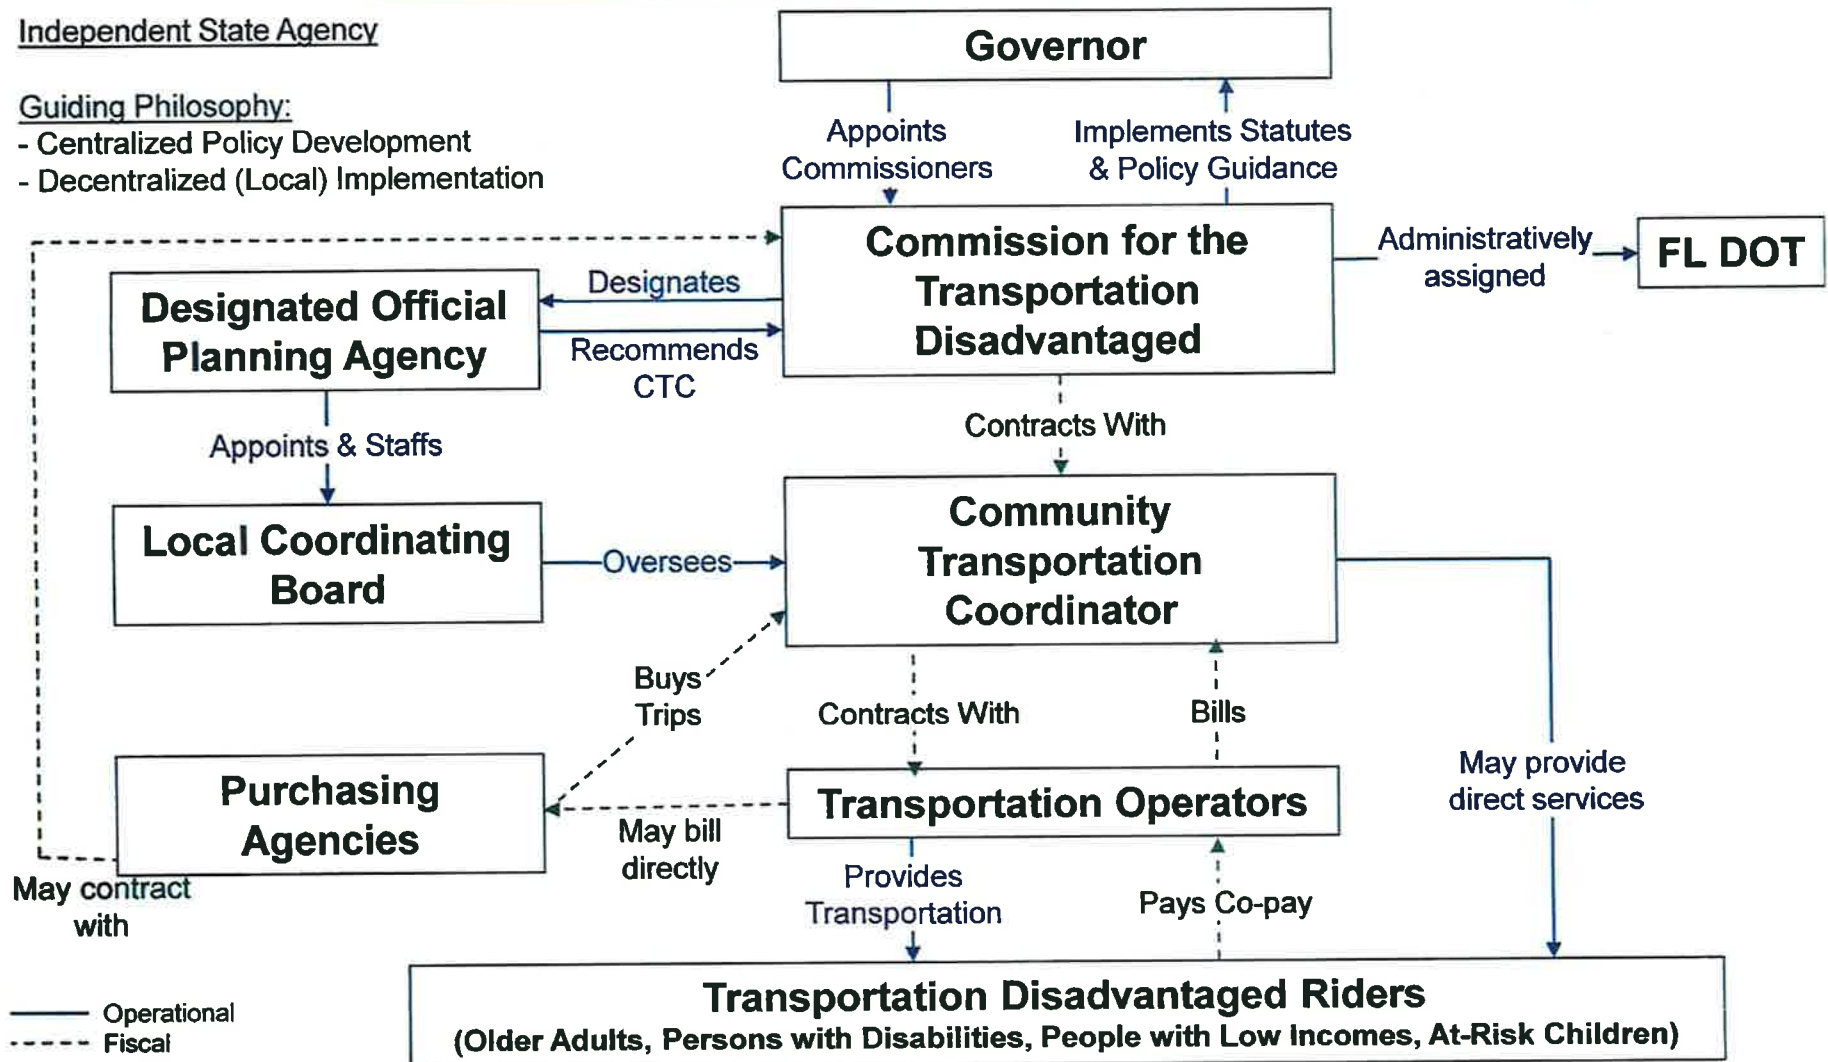 Independent State Agency
Governor
Guiding Philosophy:
- Centralized Policy Development
- Decentralized (Local) Implementation
Appoints
Commissioners
Implements Statutes
& Policy Guidance
Commission for the
Transportation
Disadvantaged
Administratively
assigned
FL DOT
Designates
Designated Official
Planning Agency
Recommends
CTC
Contracts With
Appoints & Staffs
Local Coordinating
Board
Oversees
Community
Transportation
Coordinator
Buys
Trips
Contracts With
Bills
May provide
direct services
Purchasing
Agencies
Transportation Operators
May bill
directly
May contract
with
Provides
Transportation
Pays Co-pay
Transportation Disadvantaged Riders
(Older Adults, Persons with Disabilities, People with Low Incomes, At-Risk Children)
Operational
Fiscal